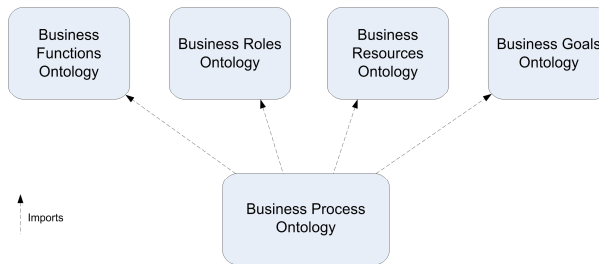 Business
Functions
Ontology
Business Roles
Ontology
Business
Resources
Ontology
Business Goals
Ontology
Business Process
Ontology
Imports